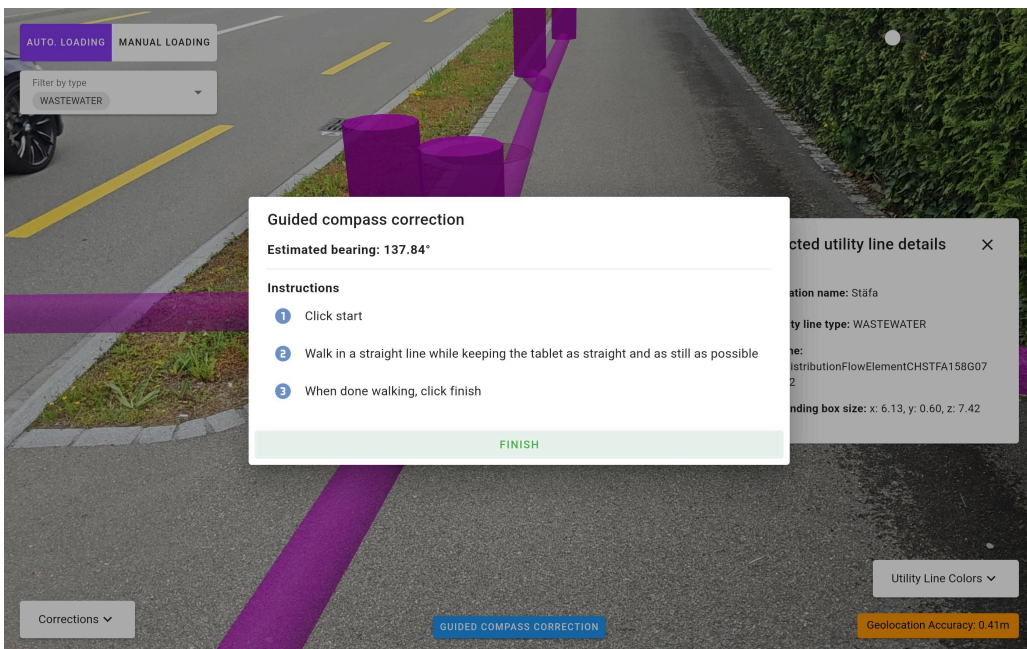 AUTO. LOADING
MANUAL LOADING
Filter by type
WASTEWATER
Guided compass correction
Estimated bearing: 137.84°
Instructions
1 Click start
2 Walk in a straight line while keeping the tablet as straight and as still as possible
3 When done walking, click finish
FINISH
cted utility line details
ation name: Stäfa
ty line type: WASTEWATER
ne:
istributionFlowElementCHSTFA158G07
2
nding box size: x: 6.13, y: 0.60, z: 7.42
Utility Line Colors
Corrections
GUIDED COMPASS CORRECTION
Geolocation Accuracy: 0.41m